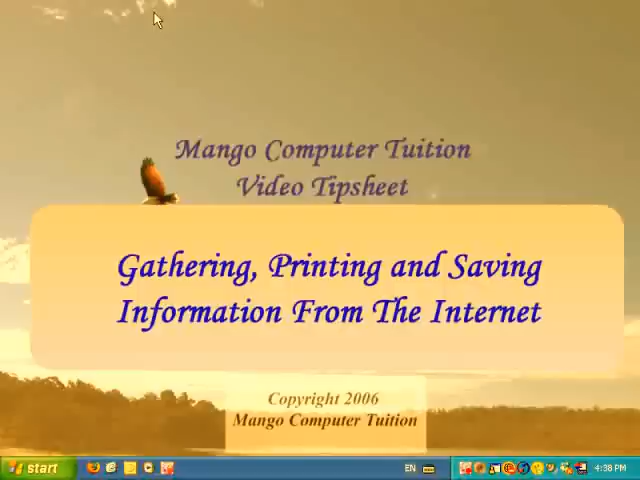 Mango Computer Tuition
Video Tipsheet
Gathering, Printing and Saving
Information From The Internet
Copyright 2006
Mango Computer Tuition
start
EN
4:38 PM